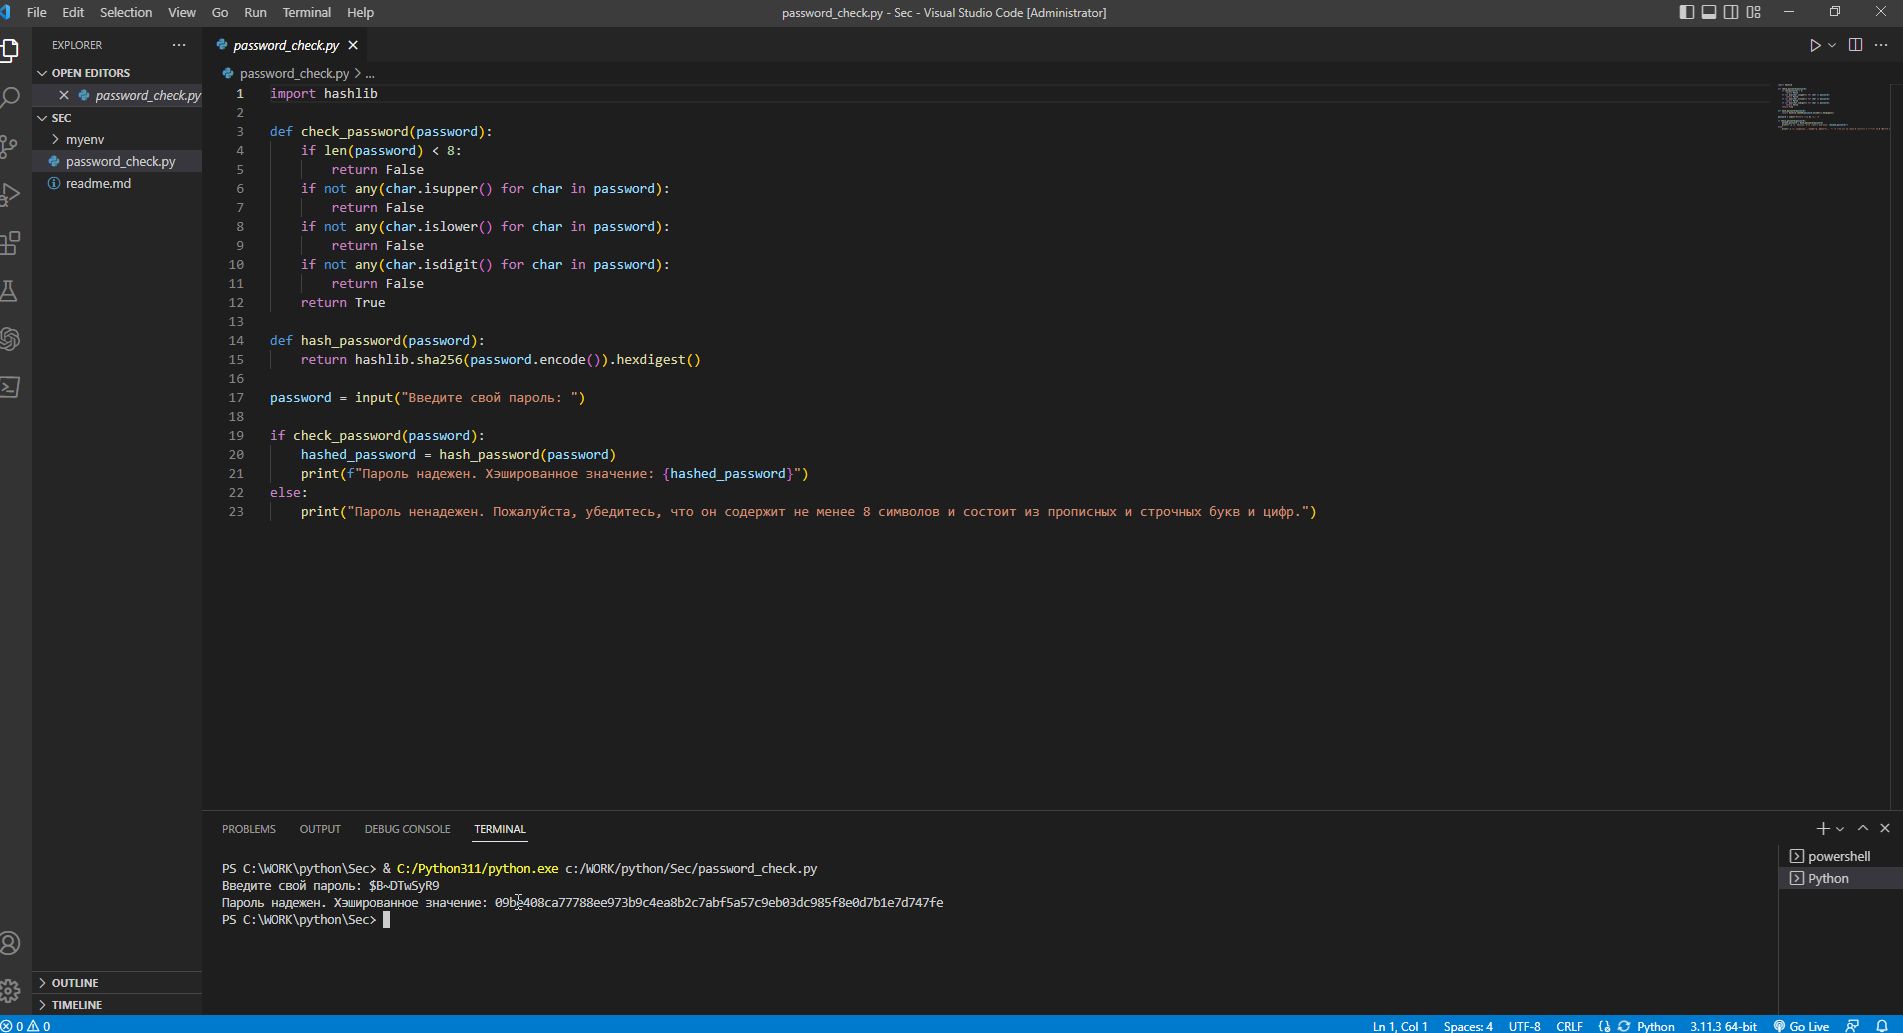 File Edit Selection View Go Run Terminal Help
password_check.py - Sec - Visual Studio Code [Administrator]
EXPLORER
OPEN EDITORS
password_check.py
SEC
myenv
password_check.py
readme.md
OUTLINE
TIMELINE
password_check.py
password_check.py > ...
1 import hashlib
2
3 def check_password(password):
4     if len(password) < 8:
5         return False
6     if not any(char.isupper() for char in password):
7         return False
8     if not any(char.islower() for char in password):
9         return False
10     if not any(char.isdigit() for char in password):
11         return False
12     return True
13
14 def hash_password(password):
15     return hashlib.sha256(password.encode()).hexdigest()
16
17 password = input("Введите свой пароль: ")
18
19 if check_password(password):
20     hashed_password = hash_password(password)
21     print(f"Пароль надежен. Хэшированное значение: {hashed_password}")
22 else:
23     print("Пароль ненадежен. Пожалуйста, убедитесь, что он содержит не менее 8 символов и состоит из прописных и строчных букв и цифр.")
PROBLEMS OUTPUT DEBUG CONSOLE TERMINAL
PS C:\WORK\python\Sec> & C:/Python311/python.exe c:/WORK/python/Sec/password_check.py
Введите свой пароль: $B~DTwSyR9
Пароль надежен. Хэшированное значение: 09be408ca77788ee973b9c4ea8b2c7abf5a57c9eb03dc985f8e0d7b1e7d747fe
PS C:\WORK\python\Sec>
powershell
Python
0 0
Ln 1, Col 1 Spaces: 4 UTF-8 CRLF Python 3.11.3 64-bit Go Live